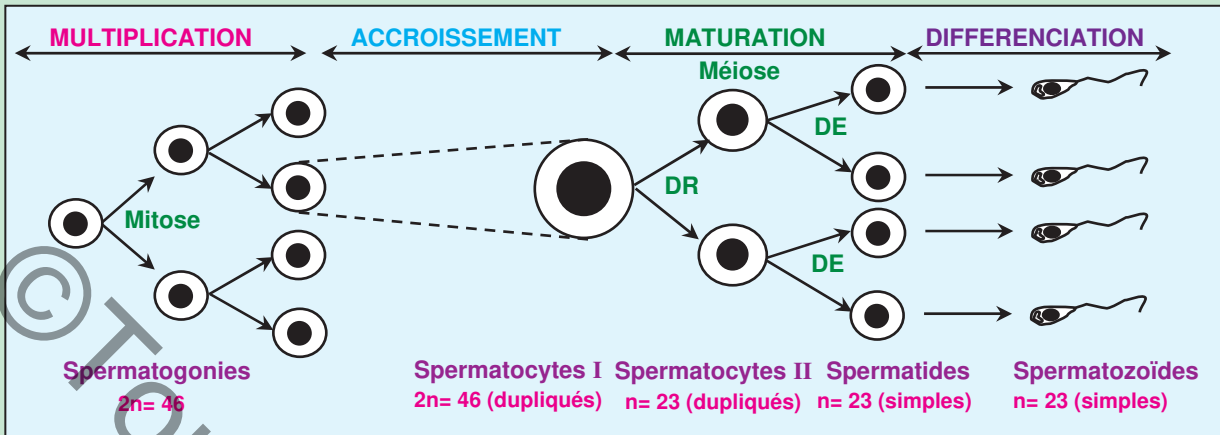 MULTIPLICATION ACCROISSEMENT MATURATION DIFFERENCIATION
Méiose
DE
Mitose DR
DE
Spermatogonies Spermatocytes I Spermatocytes II Spermatides Spermatozoïdes
2n= 46 2n= 46 (dupliqués) n= 23 (dupliqués) n= 23 (simples) n= 23 (simples)